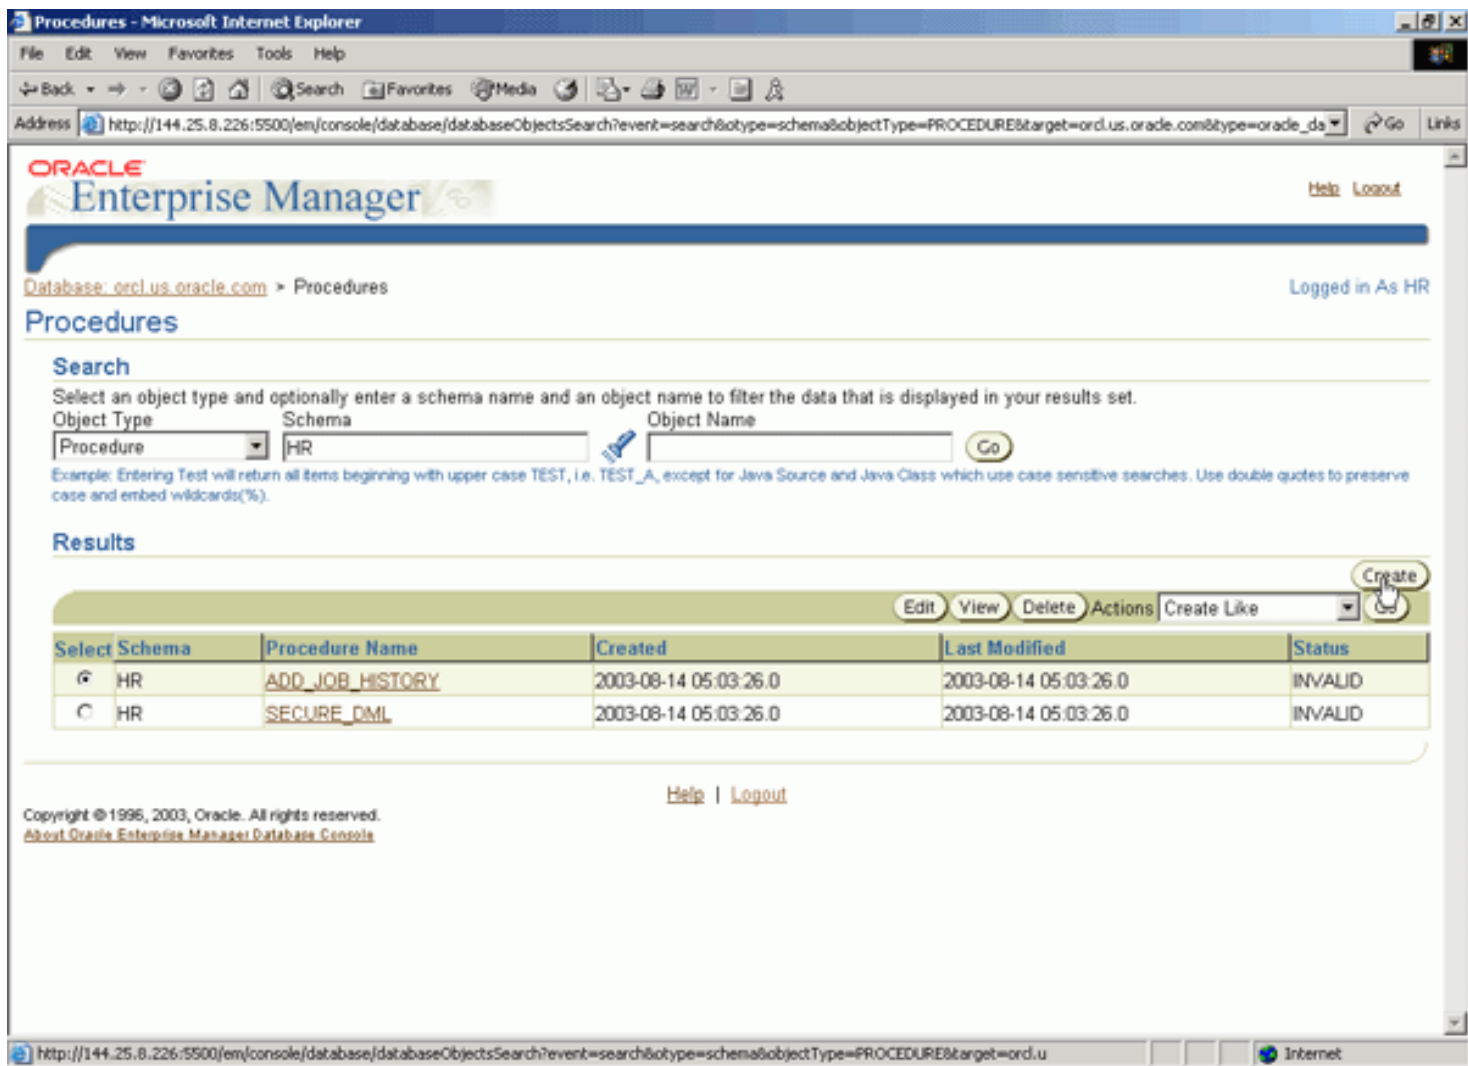 Procedures - Microsoft Internet Explorer
File Edit View Favorites Tools Help
Back Search Favorites Media
Address http://144.25.8.226:5500/em/console/database/databaseObjectsSearch?event=search&otype=schema&objectType=PROCEDURE&target=orcl.us.oracle.com&type=oracle_da Go Links
ORACLE
Enterprise Manager
Help Logout
Database: orcl.us.oracle.com > Procedures Logged in As HR
Procedures
Search
Select an object type and optionally enter a schema name and an object name to filter the data that is displayed in your results set.
Object Type Schema Object Name
Procedure HR Go
Example: Entering Test will return all items beginning with upper case TEST, i.e. TEST_A, except for Java Source and Java Class which use case sensitive searches. Use double quotes to preserve
case and embed wildcards(%).
Results
Create
Edit View Delete Actions Create Like Go
Select Schema Procedure Name Created Last Modified Status
HR ADD_JOB_HISTORY 2003-08-14 05:03:26.0 2003-08-14 05:03:26.0 INVALID
HR SECURE_DML 2003-08-14 05:03:26.0 2003-08-14 05:03:26.0 INVALID
Help | Logout
Copyright © 1996, 2003, Oracle. All rights reserved.
About Oracle Enterprise Manager Database Console
http://144.25.8.226:5500/em/console/database/databaseObjectsSearch?event=search&otype=schema&objectType=PROCEDURE&target=orcl.u Internet